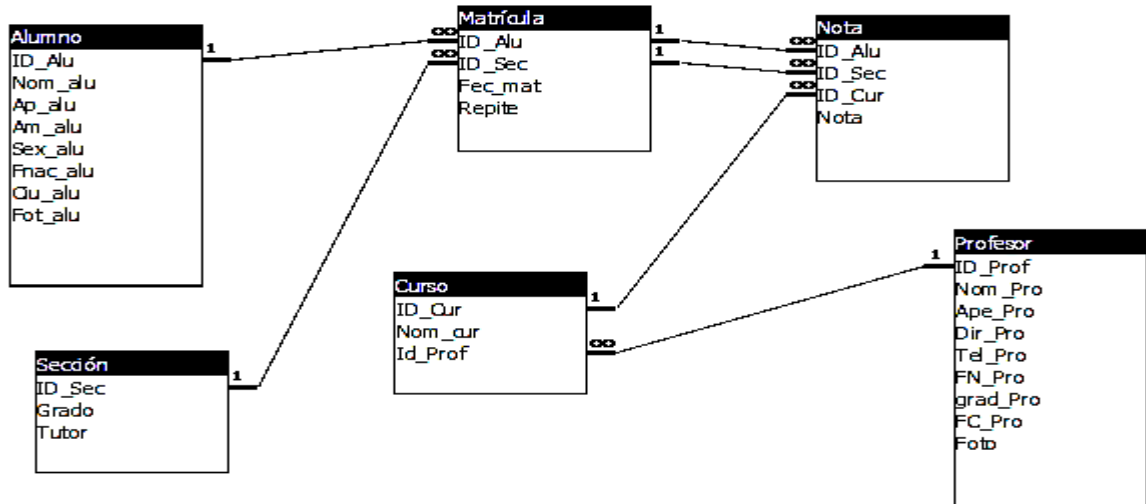 Alumno
ID_Alu
Nom_alu
Ap_alu
Am_alu
Sex_alu
Fnac_alu
Ciu_alu
Fot_alu
1
Matrícula
∞ ID_Alu 1
∞ ID_Sec 1
Fec_mat
Repite
Nota
∞ ID_Alu
∞ ID_Sec
∞ ID_Cur
Nota
Sección
ID_Sec 1
Grado
Tutor
Curso
ID_Cur 1
Nom_cur
Id_Prof ∞
Profesor
1 ID_Prof
Nom_Pro
Ape_Pro
Dir_Pro
Tel_Pro
FN_Pro
grad_Pro
FC_Pro
Foto